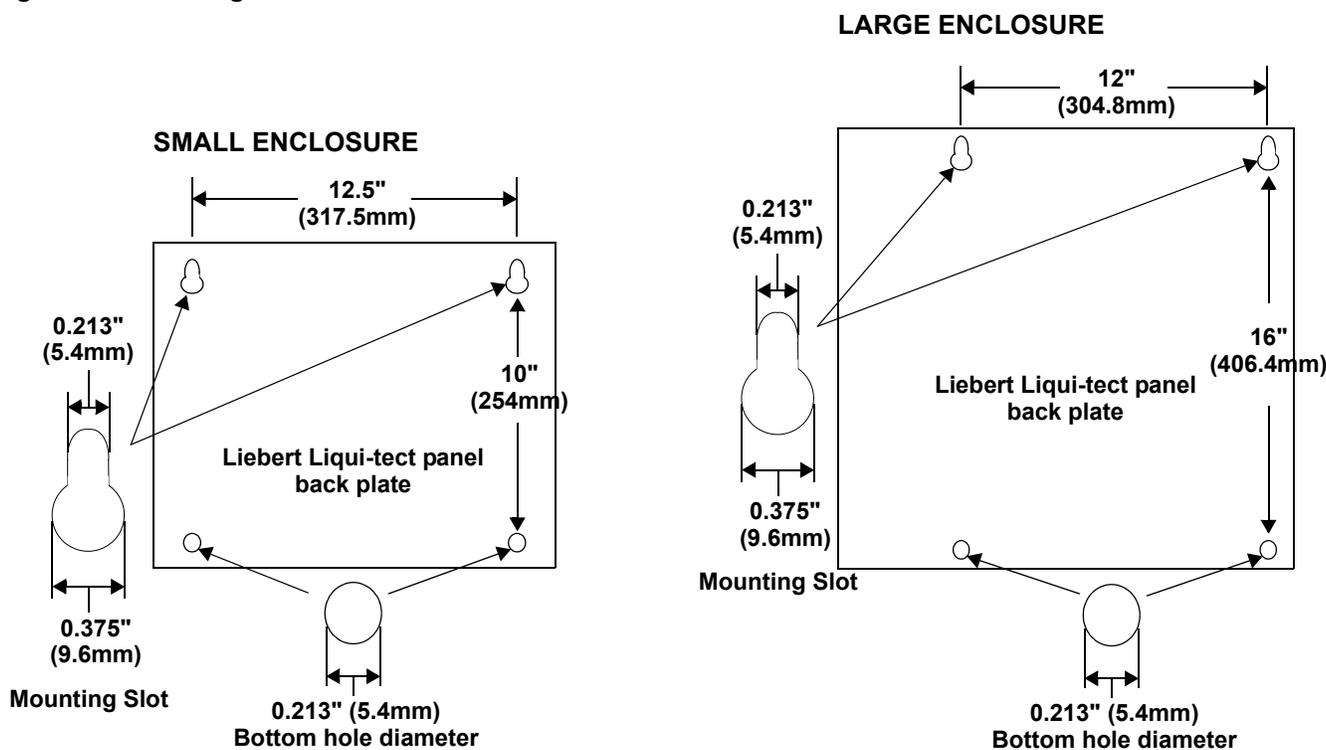 LARGE ENCLOSURE
12"
(304.8mm)
SMALL ENCLOSURE
12.5"
(317.5mm)
0.213"
(5.4mm)
10"
(254mm)
Liebert Liqui-tect panel
back plate
0.375"
(9.6mm)
Mounting Slot
0.213" (5.4mm)
Bottom hole diameter
0.213"
(5.4mm)
16"
(406.4mm)
Liebert Liqui-tect panel
back plate
0.375"
(9.6mm)
Mounting Slot
0.213" (5.4mm)
Bottom hole diameter